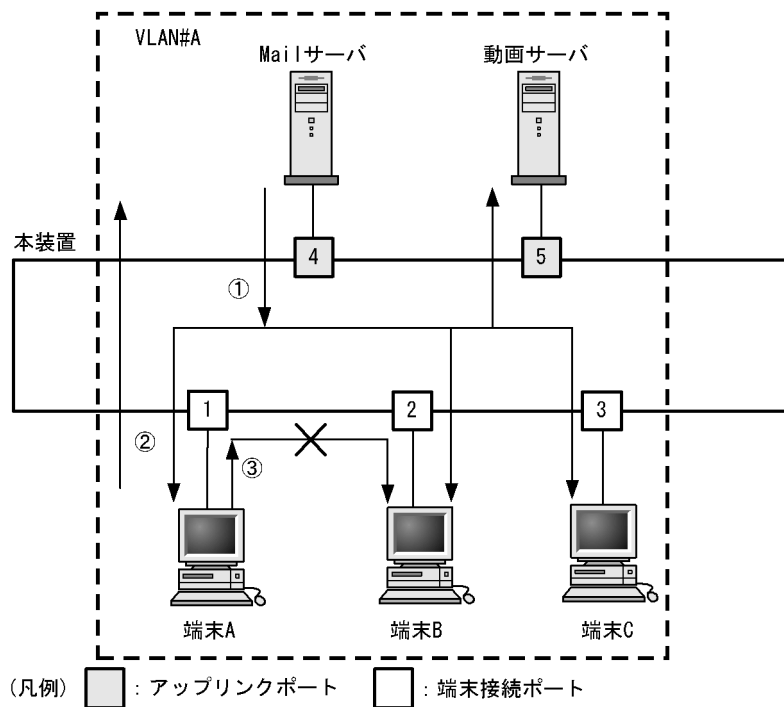 VLAN#A
Mailサーバ
動画サーバ
本装置
4
5
①
1
2
3
②
③
端末A
端末B
端末C
(凡例)
:アップリンクポート
:端末接続ポート